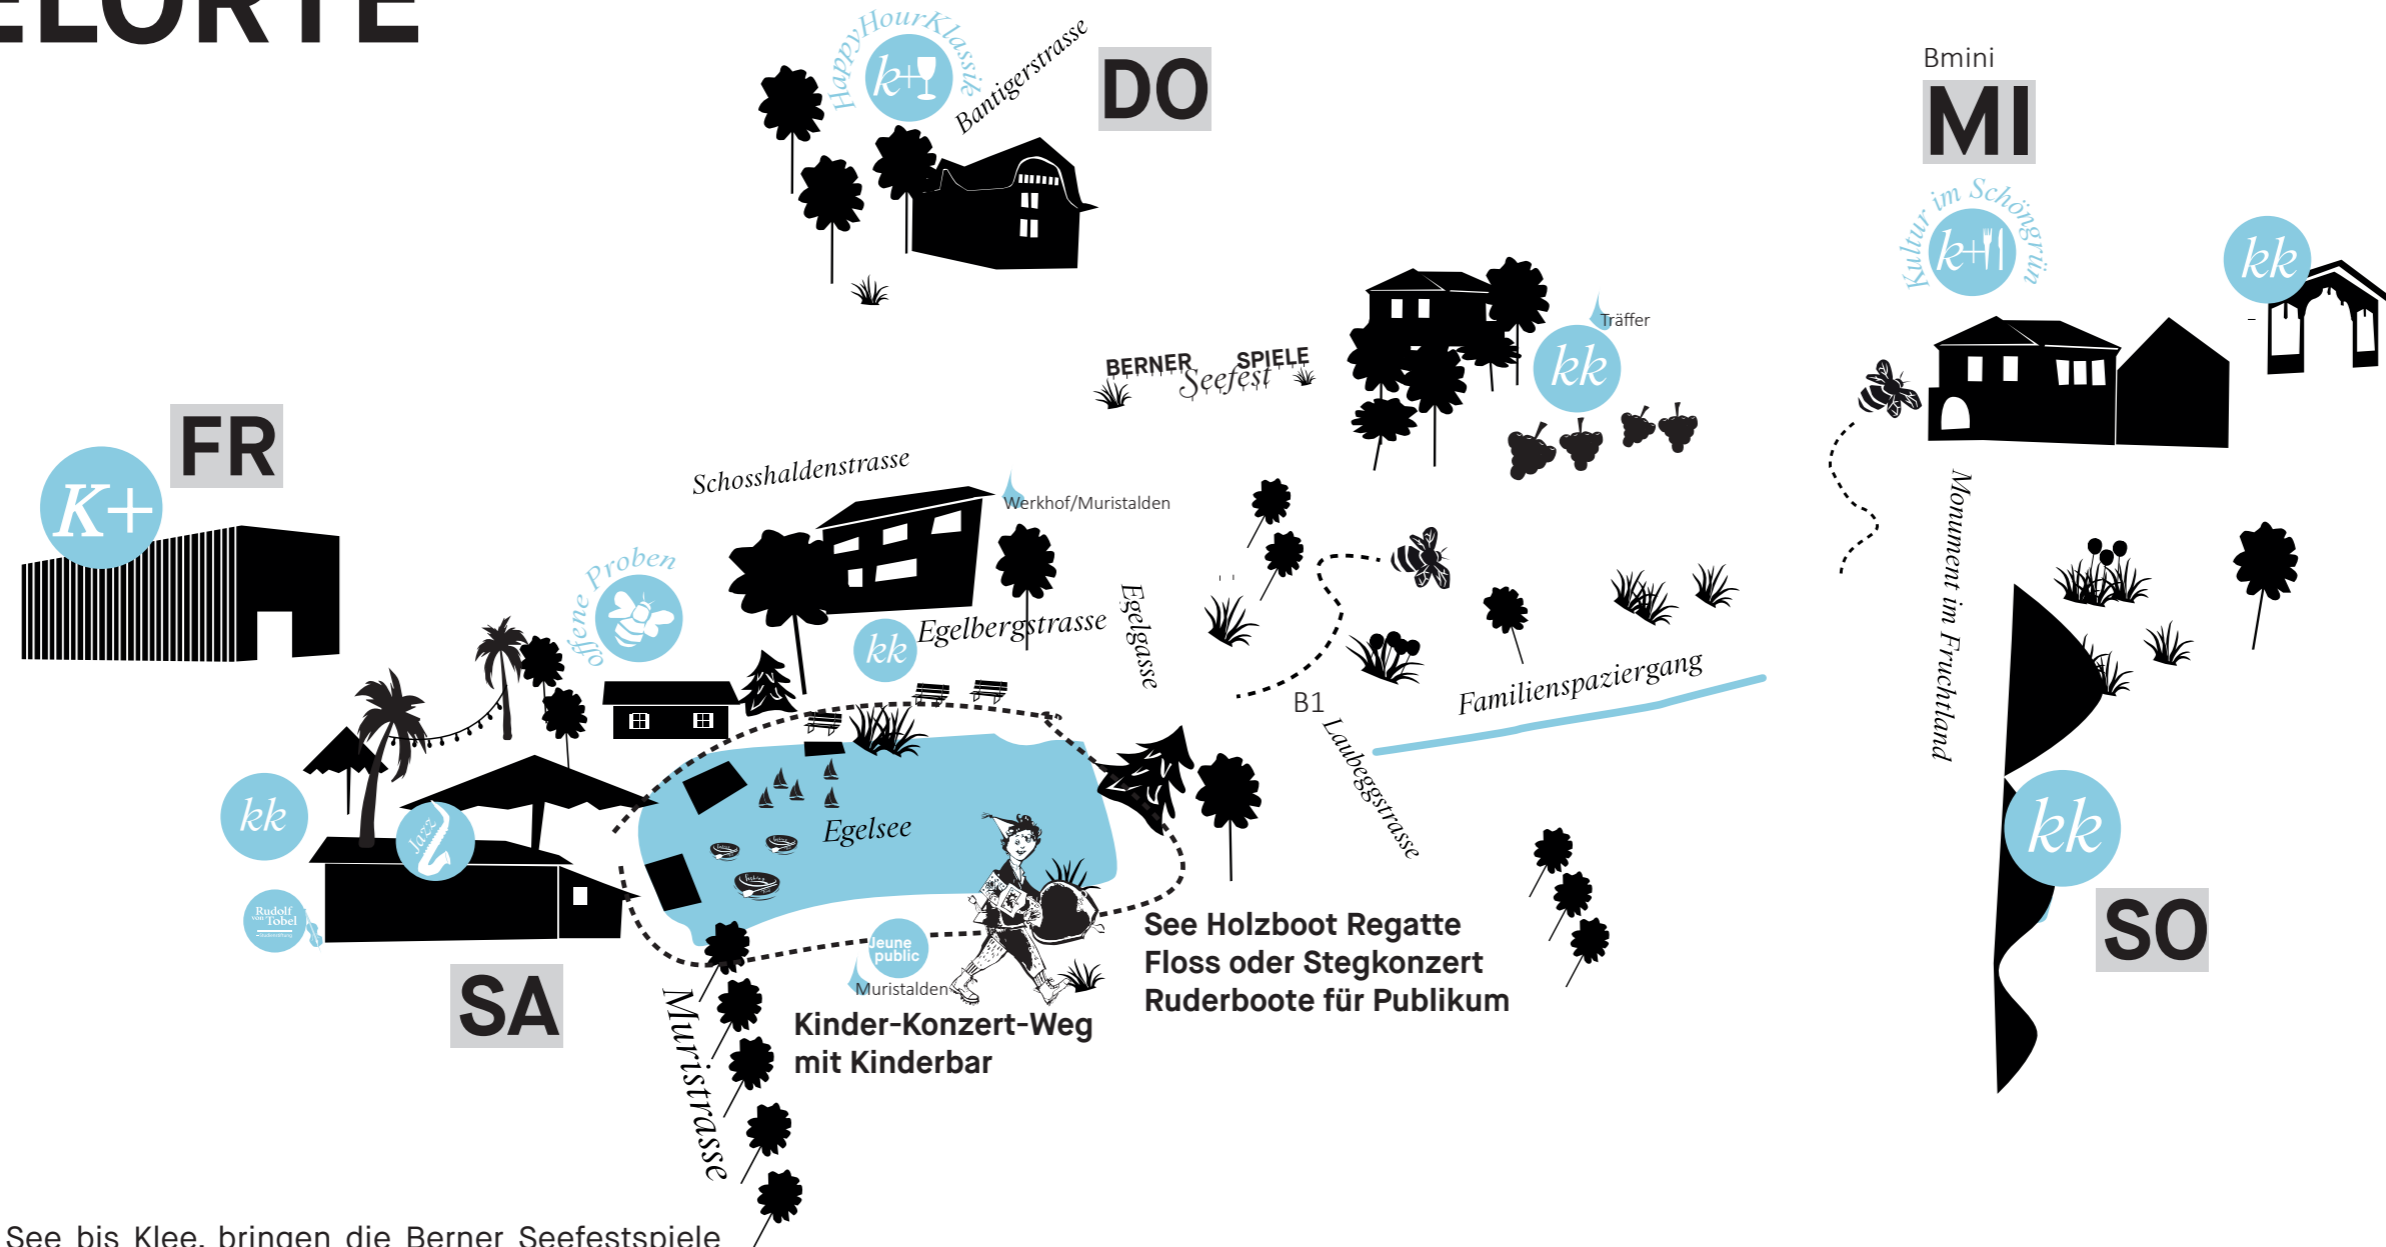 ELORTE
HappyHourKlassik
k+
Bantigerstrasse
DO
Bmini
MI
Kultur im Schöngrün
k+
kk
Träffer
kk
BERNER SPIELE
Seefest
FR
K+
Schosshaldenstrasse
Werkhof/Muristalden
offene Proben
kk
Egelbergstrasse
Egelgasse
B1
Familienspaziergang
Laubeggstrasse
Monument im Fruchtland
kk
Jazz
Egelsee
kk
SO
Rudolf
von Tobel
See Holzboot Regatte
Floss oder Stegkonzert
Ruderboote für Publikum
Jeune
public
Muristalden
SA
Muristrasse
Kinder-Konzert-Weg
mit Kinderbar
See bis Klee, bringen die Berner Seefestspiele